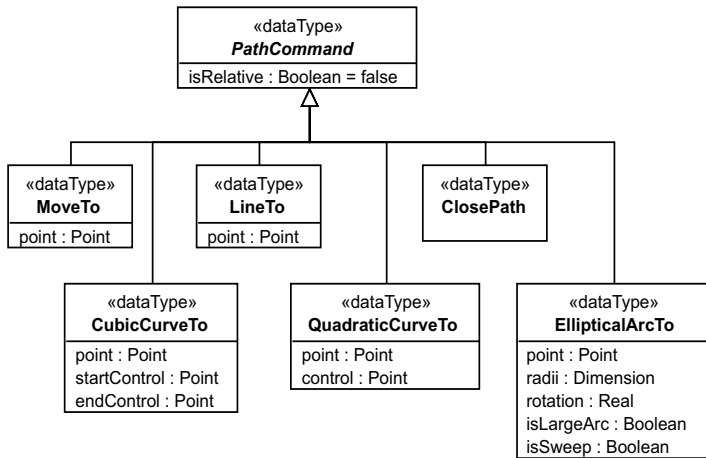 «dataType»
PathCommand
isRelative : Boolean = false
«dataType»
MoveTo
point : Point
«dataType»
LineTo
point : Point
«dataType»
ClosePath
«dataType»
CubicCurveTo
point : Point
startControl : Point
endControl : Point
«dataType»
QuadraticCurveTo
point : Point
control : Point
«dataType»
EllipticalArcTo
point : Point
radii : Dimension
rotation : Real
isLargeArc : Boolean
isSweep : Boolean